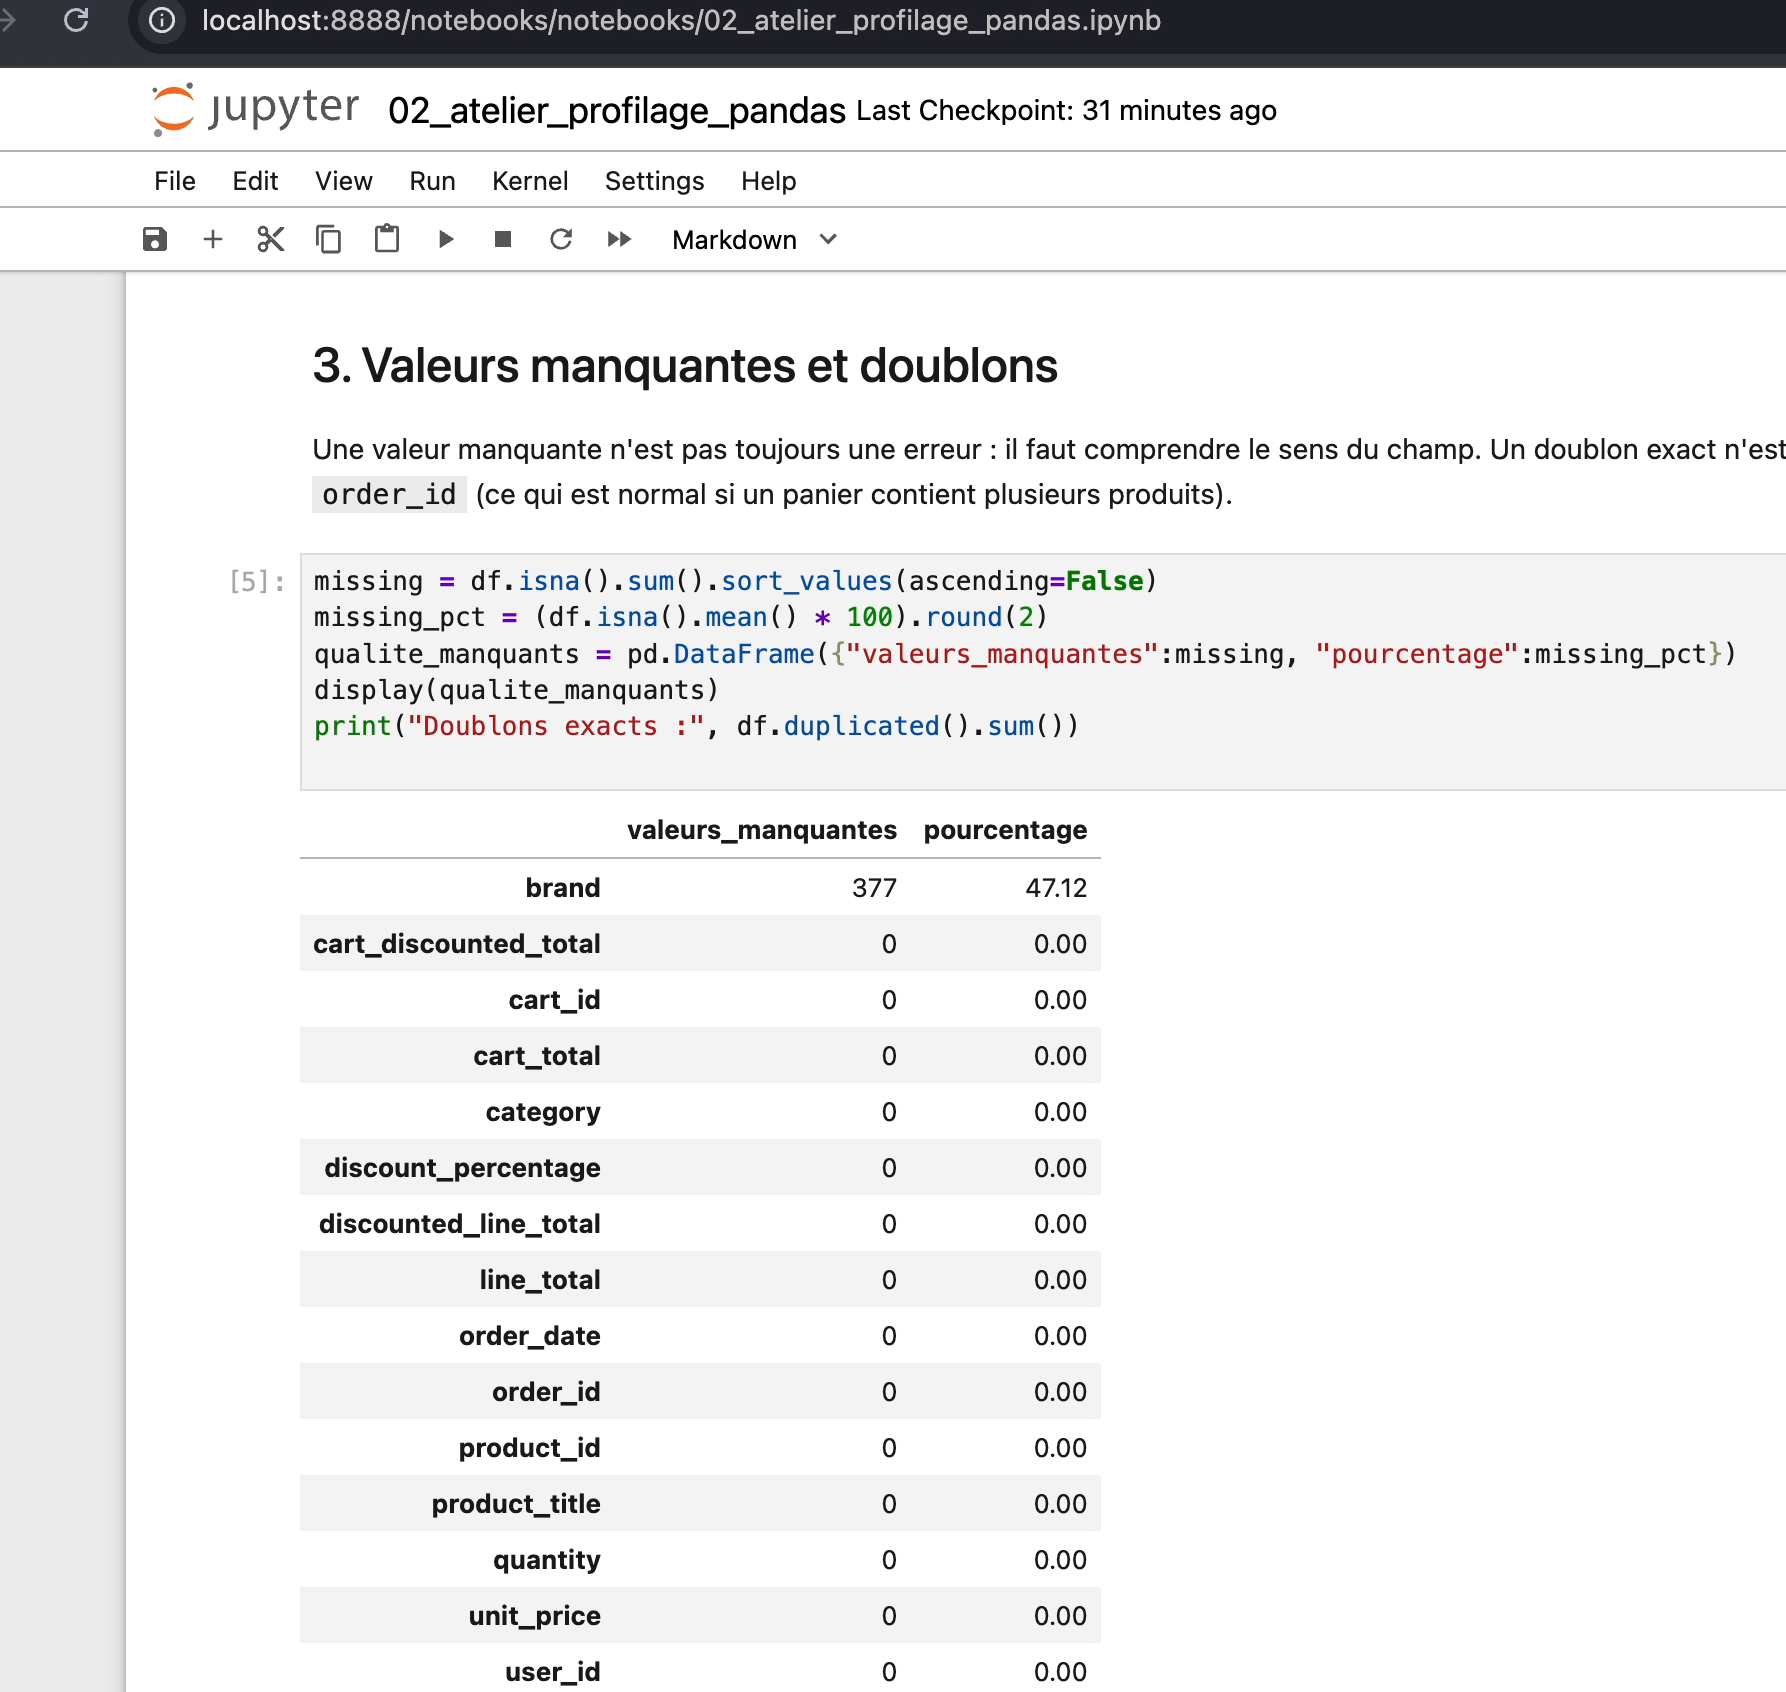 localhost:8888/notebooks/notebooks/02_atelier_profilage_pandas.ipynb
jupyter 02_atelier_profilage_pandas Last Checkpoint: 31 minutes ago
File Edit View Run Kernel Settings Help
Markdown
3. Valeurs manquantes et doublons
Une valeur manquante n'est pas toujours une erreur : il faut comprendre le sens du champ. Un doublon exact n'est
order_id (ce qui est normal si un panier contient plusieurs produits).
[5]: missing = df.isna().sum().sort_values(ascending=False)
missing_pct = (df.isna().mean() * 100).round(2)
qualite_manquants = pd.DataFrame({"valeurs_manquantes":missing, "pourcentage":missing_pct})
display(qualite_manquants)
print("Doublons exacts :", df.duplicated().sum())
valeurs_manquantes pourcentage
brand 377 47.12
cart_discounted_total 0 0.00
cart_id 0 0.00
cart_total 0 0.00
category 0 0.00
discount_percentage 0 0.00
discounted_line_total 0 0.00
line_total 0 0.00
order_date 0 0.00
order_id 0 0.00
product_id 0 0.00
product_title 0 0.00
quantity 0 0.00
unit_price 0 0.00
user_id 0 0.00